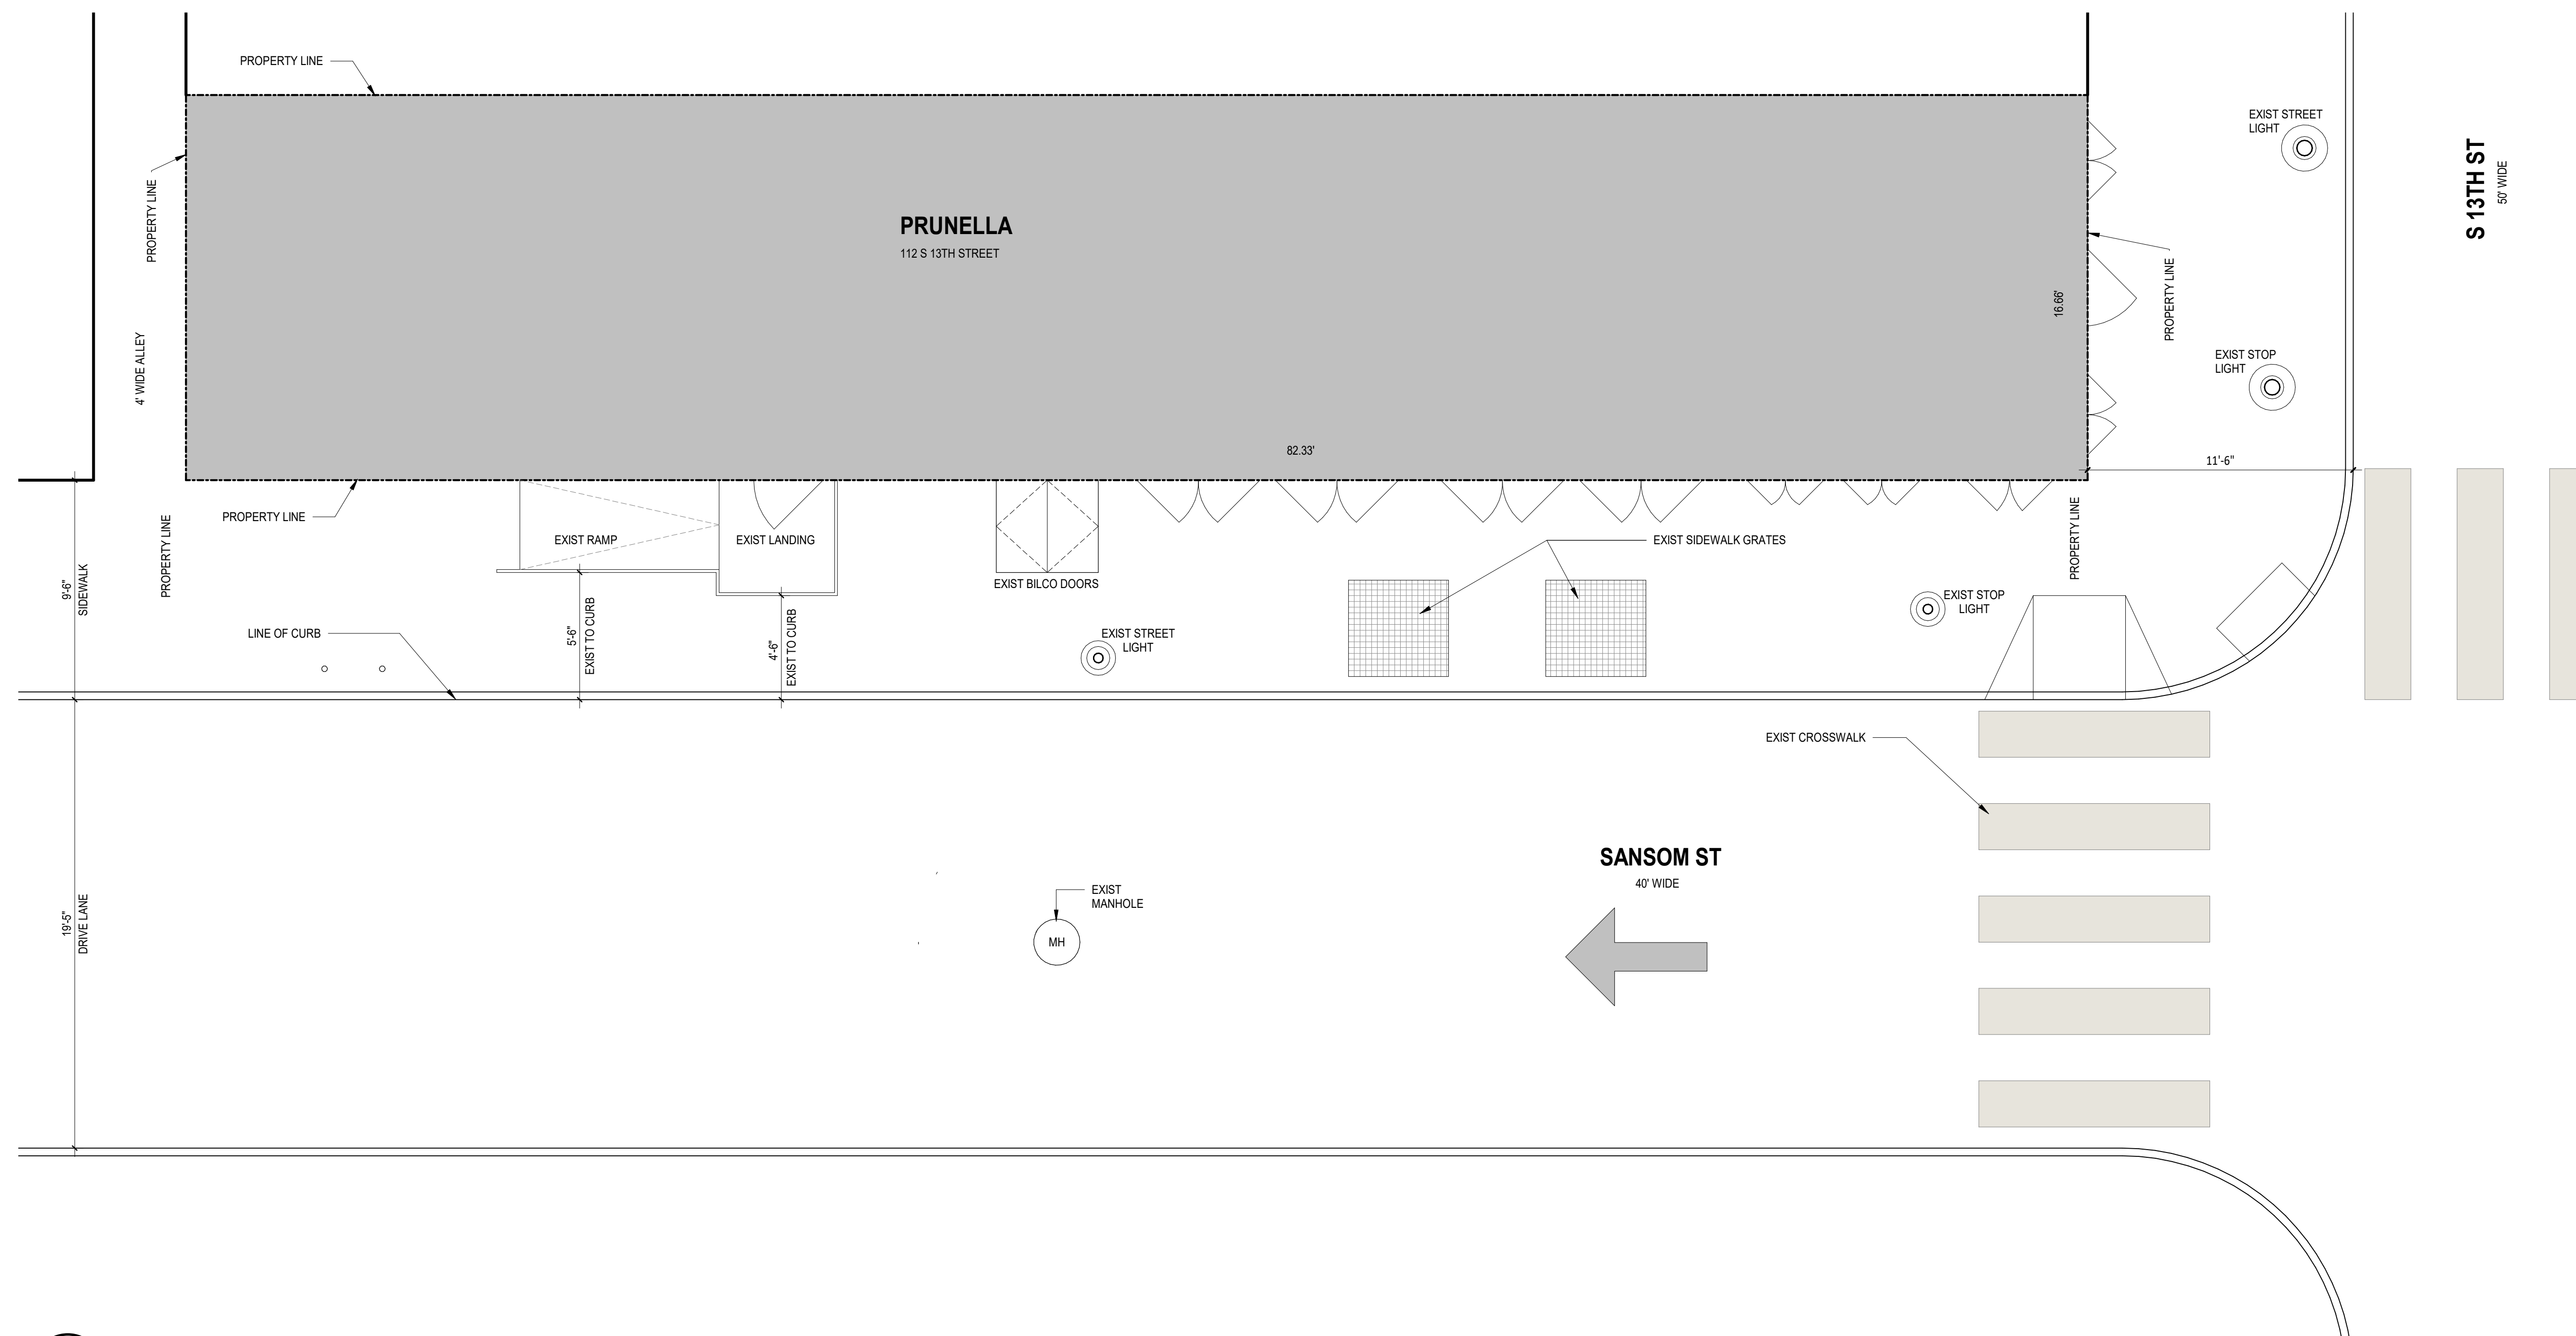 PROPERTY LINE
EXIST STREET
LIGHT
S 13TH ST
50' WIDE
PROPERTY LINE
PRUNELLA
112 S 13TH STREET
PROPERTY LINE
16.66'
4' WIDE ALLEY
EXIST STOP
LIGHT
82.33'
11'-6"
PROPERTY LINE
PROPERTY LINE
EXIST RAMP
EXIST LANDING
EXIST SIDEWALK GRATES
PROPERTY LINE
9'-6"
SIDEWALK
EXIST BILCO DOORS
EXIST STOP
LIGHT
LINE OF CURB
5'-6"
EXIST TO CURB
4'-6"
EXIST TO CURB
EXIST STREET
LIGHT
EXIST CROSSWALK
SANSOM ST
40' WIDE
EXIST
MANHOLE
MH
19'-5"
DRIVE LANE